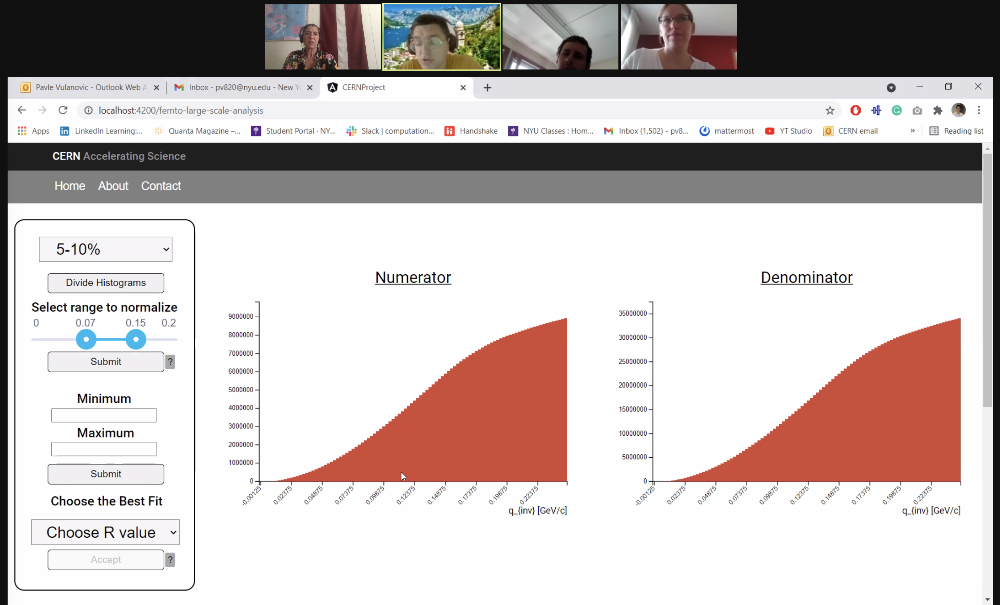 Pavle Vulanovic - Outlook Web A
Inbox - pv820@nyu.edu - New Yo
CERNProject
localhost:4200/femto-large-scale-analysis
Apps
LinkedIn Learning:...
Quanta Magazine –...
Student Portal · NY...
Slack | computation...
Handshake
NYU Classes : Hom...
Inbox (1,502) - pv8...
mattermost
YT Studio
CERN email
»
Reading list
CERN Accelerating Science
Home About Contact
5-10%
Divide Histograms
Select range to normalize
0 0.07 0.15 0.2
Submit ?
Minimum
Maximum
Submit
Choose the Best Fit
Choose R value
Accept ?
Numerator
9000000
8000000
7000000
6000000
5000000
4000000
3000000
2000000
1000000
0
-0.00125 0.02375 0.04875 0.07375 0.09875 0.12375 0.14875 0.17375 0.19875 0.22375
q_{inv} [GeV/c]
Denominator
35000000
30000000
25000000
20000000
15000000
10000000
5000000
0
-0.00125 0.02375 0.04875 0.07375 0.09875 0.12375 0.14875 0.17375 0.19875 0.22375
q_{inv} [GeV/c]